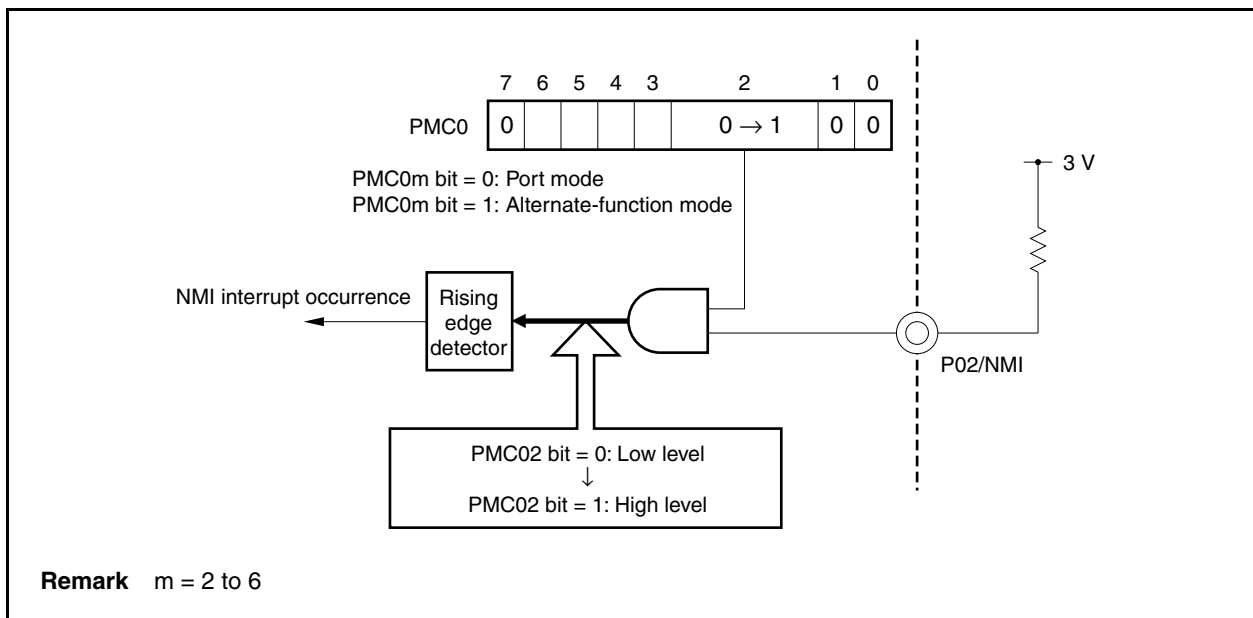 7 6 5 4 3 2 1 0
PMC0 0 0 → 1 0 0
3 V
PMC0m bit = 0: Port mode
PMC0m bit = 1: Alternate-function mode
NMI interrupt occurrence
Rising
edge
detector
P02/NMI
PMC02 bit = 0: Low level
↓
PMC02 bit = 1: High level
Remark m = 2 to 6